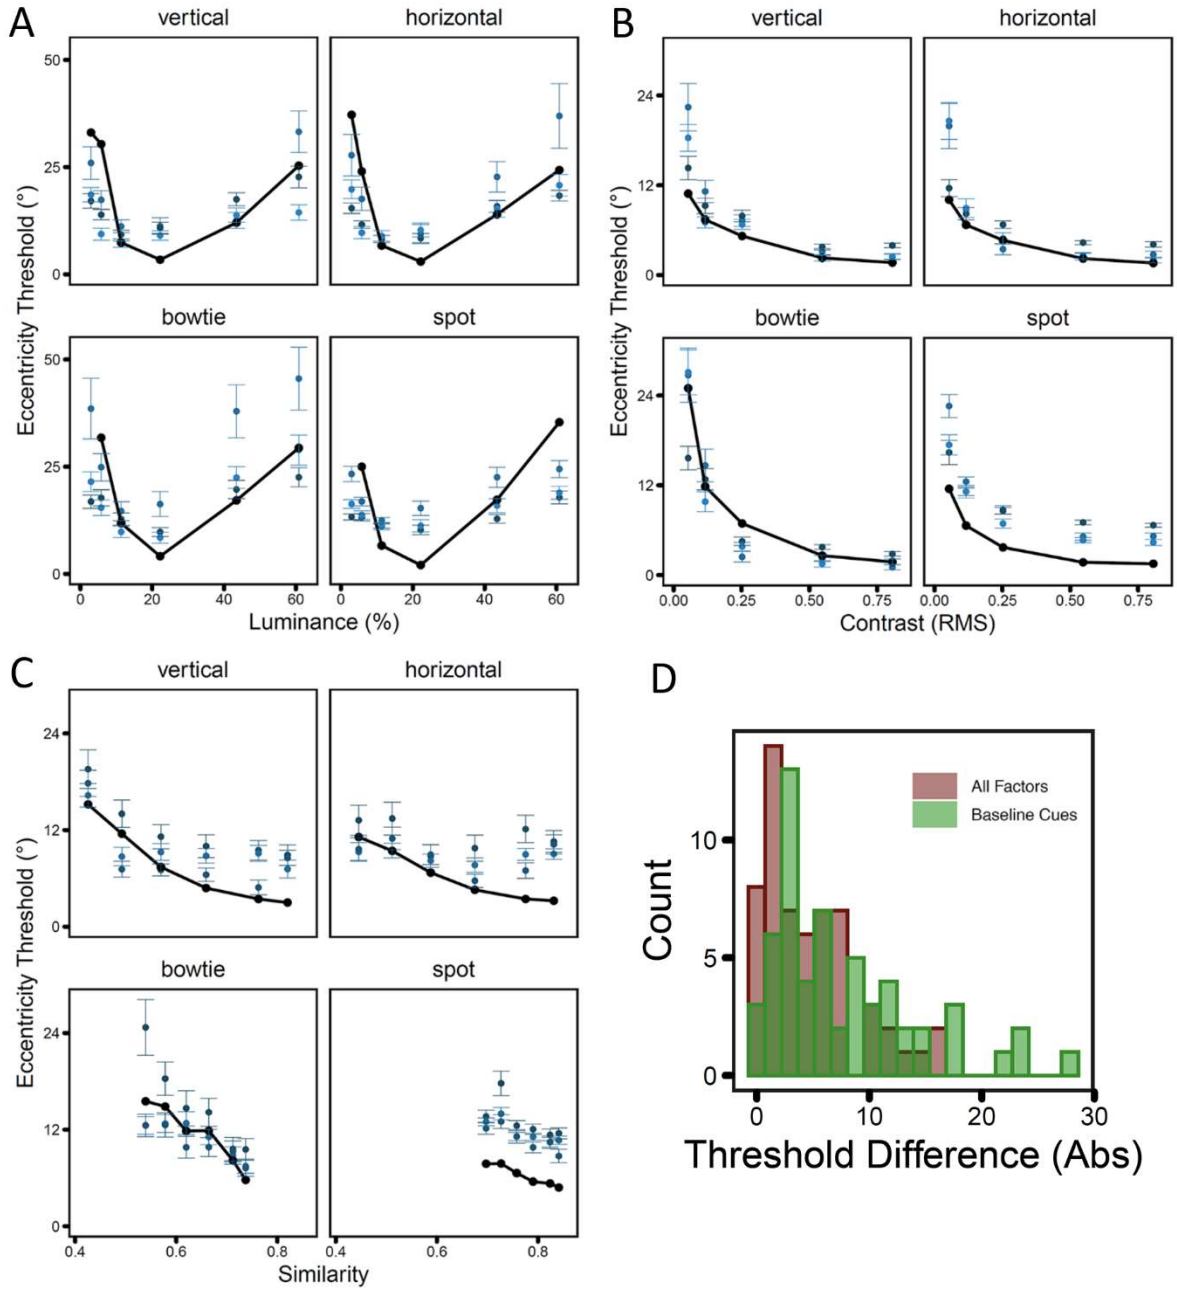 A
vertical
horizontal
50
25
0
bowtie
spot
50
25
0
0
20
40
60
0
20
40
60
Eccentricity Threshold (°)
Luminance (%)
B
vertical
horizontal
24
12
0
bowtie
spot
24
12
0
0.00
0.25
0.50
0.75
0.00
0.25
0.50
0.75
Eccentricity Threshold (°)
Contrast (RMS)
C
vertical
horizontal
24
12
0
bowtie
spot
24
12
0
0.4
0.6
0.8
0.4
0.6
0.8
Eccentricity Threshold (°)
Similarity
D
All Factors
Baseline Cues
10
5
0
Count
0
10
20
30
Threshold Difference (Abs)